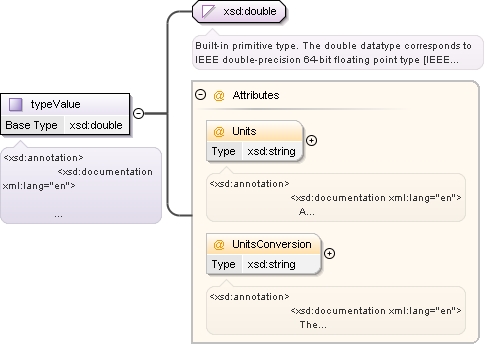 xsd:double
Built-in primitive type. The double datatype corresponds to
IEEE double-precision 64-bit floating point type [IEEE...
typeValue
Base Type xsd:double
<xsd:annotation>
<xsd:documentation
xml:lang="en">
...
@ Attributes
@ Units
Type xsd:string
<xsd:annotation>
<xsd:documentation xml:lang="en">
A...
@ UnitsConversion
Type xsd:string
<xsd:annotation>
<xsd:documentation xml:lang="en">
The...